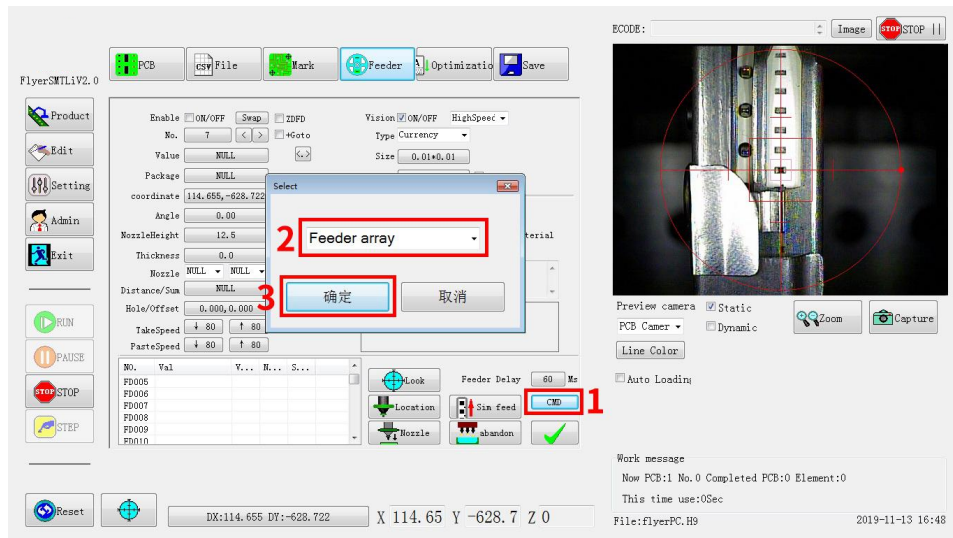 ECODE:
Image
STOP STOP ||
FlyerSMTLiV2.0
PCB
CSV File
Mark
Feeder
Optimizatio
Save
Product
Edit
Setting
Admin
Exit
RUN
PAUSE
STOP STOP
STEP
Reset
Enable ON/OFF Swap ZDFD
Vision ON/OFF HighSpeec
No. 7 < > +Goto
Type Currency
Value NULL <.>
Size 0.01*0.01
Package NULL
coordinate 114.655,-628.722
Angle 0.00
NozzleHeight 12.5
terial
Thickness 0.0
Nozzle NULL NULL
Distance/Sum NULL
Hole/Offset 0.000,0.000
TakeSpeed ↓ 80 ↑ 80
PasteSpeed ↓ 80 ↑ 80
Select
2 Feeder array
3 确定
取消
NO. Val V... N... S...
FD005
FD006
FD007
FD008
FD009
FD010
Look
Feeder Delay 60 Ms
Location
Sim feed
CMD 1
Nozzle
abandon
DX:114.655 DY:-628.722
X 114.65 Y -628.7 Z 0
Preview camera
Static
PCB Camer
Dynamic
Zoom
Capture
Line Color
Auto Loading
Work message
Now PCB:1 No.0 Completed PCB:0 Element:0
This time use:0Sec
File:flyerPC.H9
2019-11-13 16:48